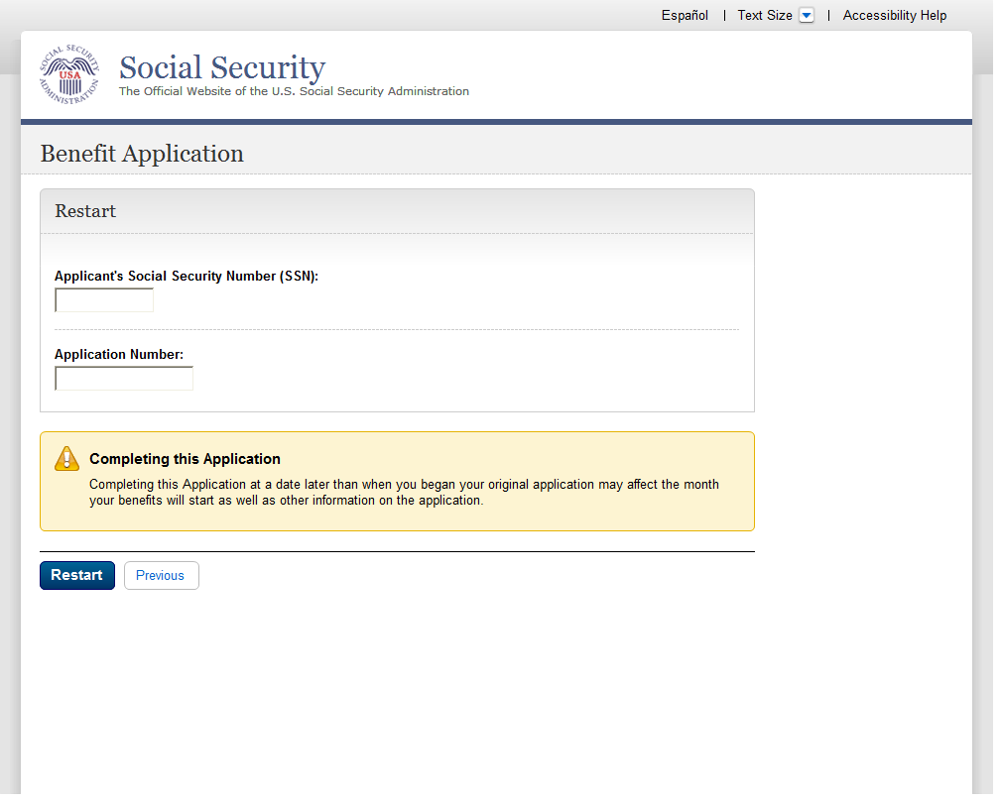 Español | Text Size | Accessibility Help
SOCIAL SECURITY ADMINISTRATION
USA
Social Security
The Official Website of the U.S. Social Security Administration
Benefit Application
Restart
Applicant's Social Security Number (SSN):
Application Number:
Completing this Application
Completing this Application at a date later than when you began your original application may affect the month
your benefits will start as well as other information on the application.
Restart Previous